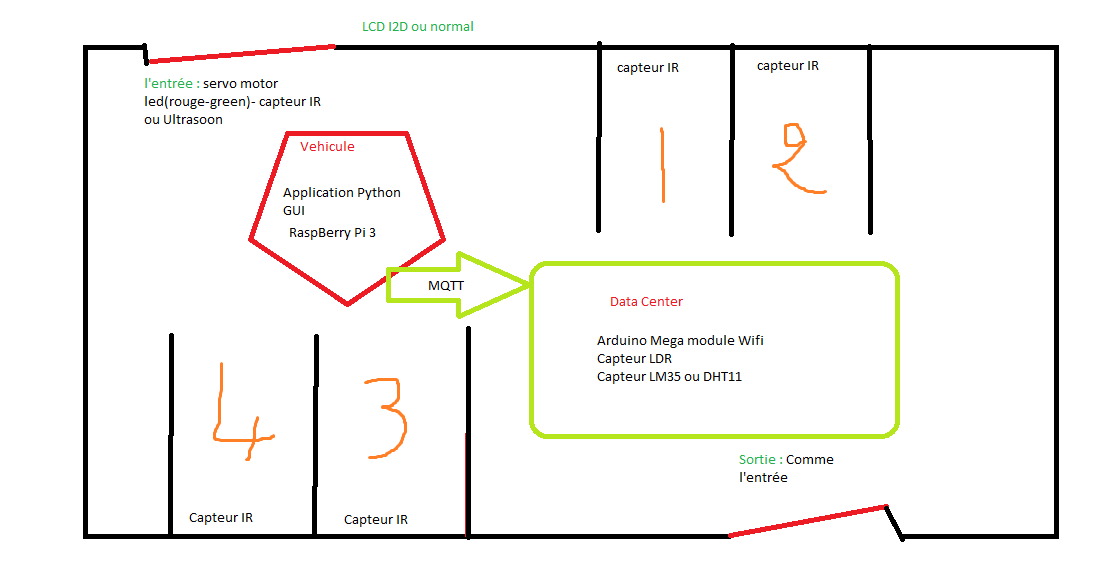 LCD I2D ou normal
capteur IR
capteur IR
l'entrée : servo motor
led(rouge-green)- capteur IR
ou Ultrasoon
1
2
Vehicule
Application Python
GUI
RaspBerry Pi 3
MQTT
Data Center
Arduino Mega module Wifi
Capteur LDR
Capteur LM35 ou DHT11
4
3
Sortie : Comme
l'entrée
Capteur IR
Capteur IR